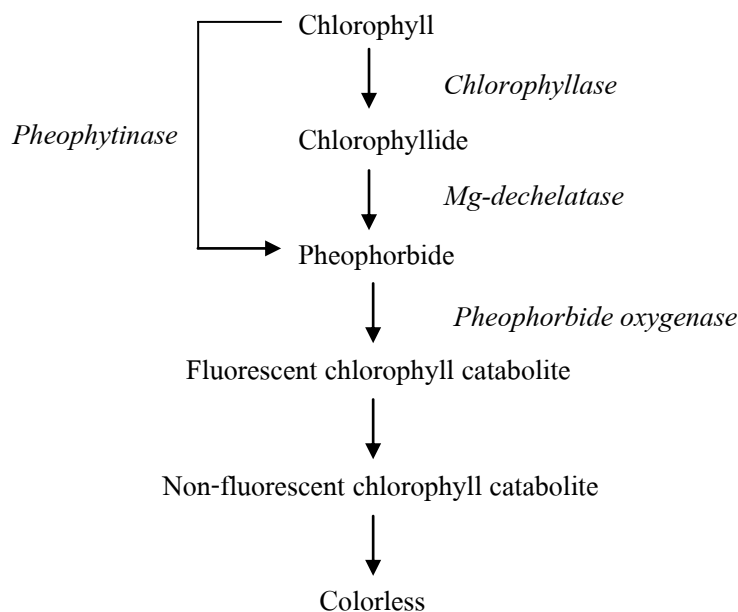 Chlorophyll
Chlorophyllase
Pheophytinase
Chlorophyllide
Mg-dechelatase
Pheophorbide
Pheophorbide oxygenase
Fluorescent chlorophyll catabolite
Non-fluorescent chlorophyll catabolite
Colorless